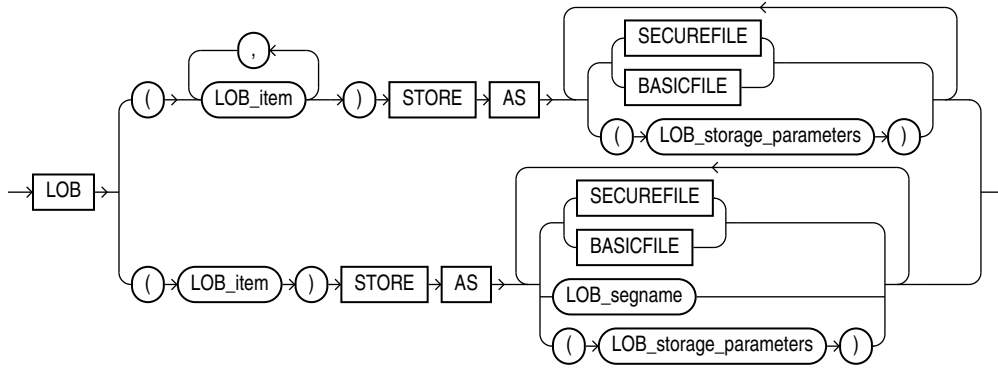 ,
SECUREFILE
BASICFILE
( LOB_item ) STORE AS
( LOB_storage_parameters )
LOB
SECUREFILE
BASICFILE
( LOB_item ) STORE AS
LOB_segname
( LOB_storage_parameters )